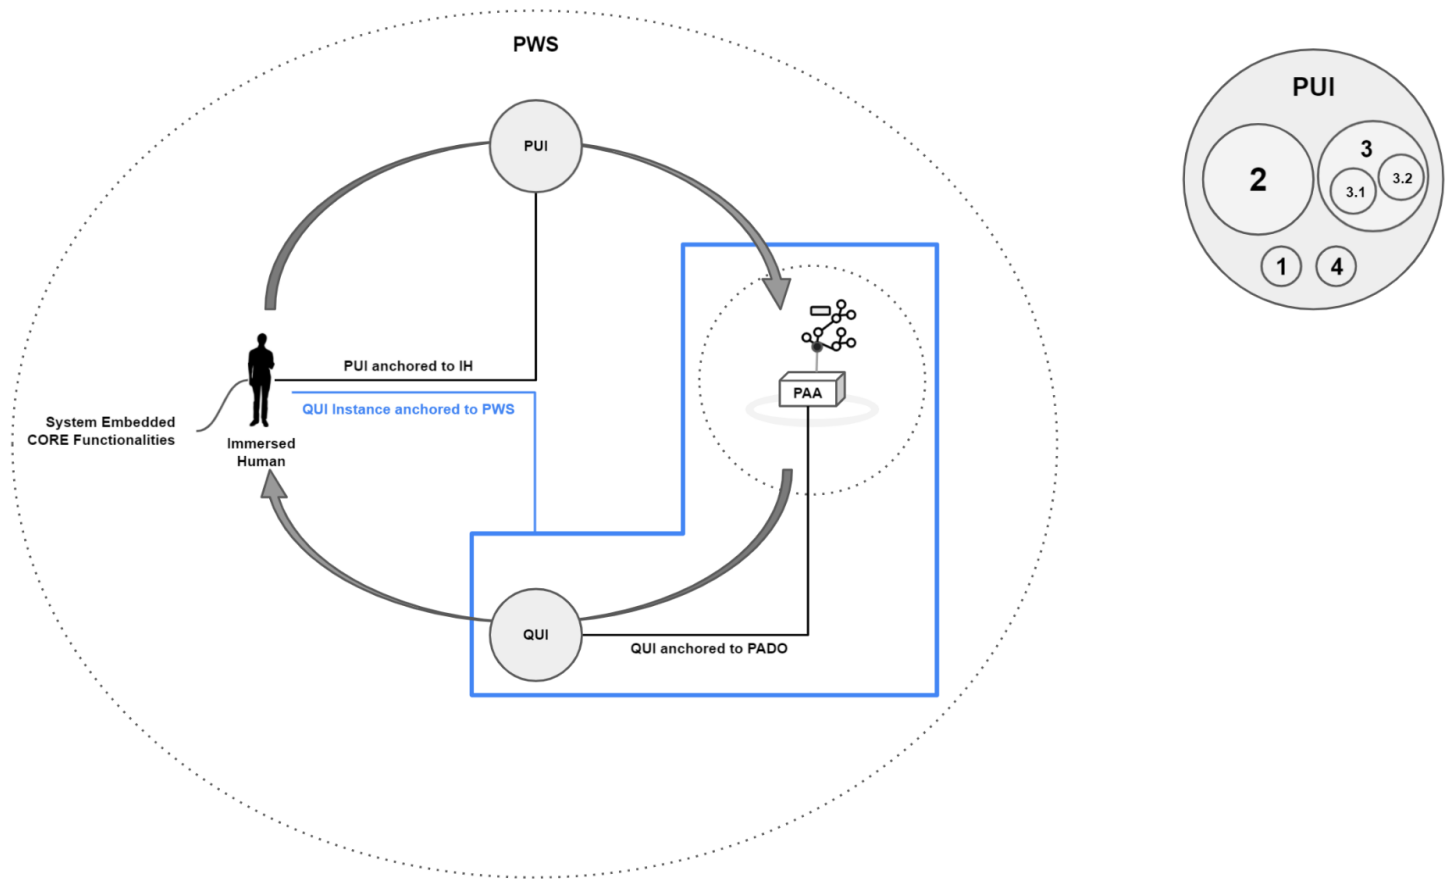 PWS
PUI
PUI anchored to IH
QUI Instance anchored to PWS
System Embedded
CORE Functionalities
Immersed
Human
PAA
QUI
QUI anchored to PADO
PUI
2
3
3.1
3.2
1
4